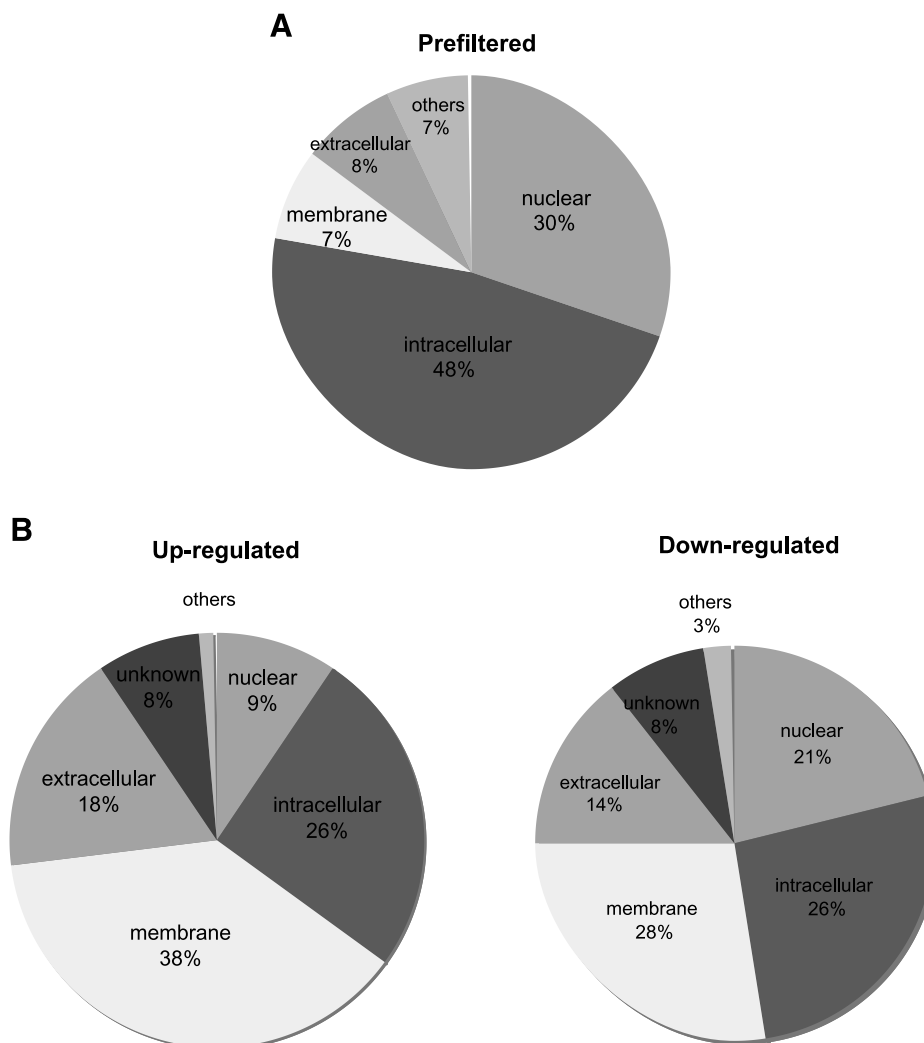 A
Prefiltered
others
7%
extracellular
8%
membrane
7%
nuclear
30%
intracellular
48%
B
Up-regulated
others
unknown
8%
nuclear
9%
extracellular
18%
intracellular
26%
membrane
38%
Down-regulated
others
3%
unknown
8%
nuclear
21%
extracellular
14%
intracellular
26%
membrane
28%